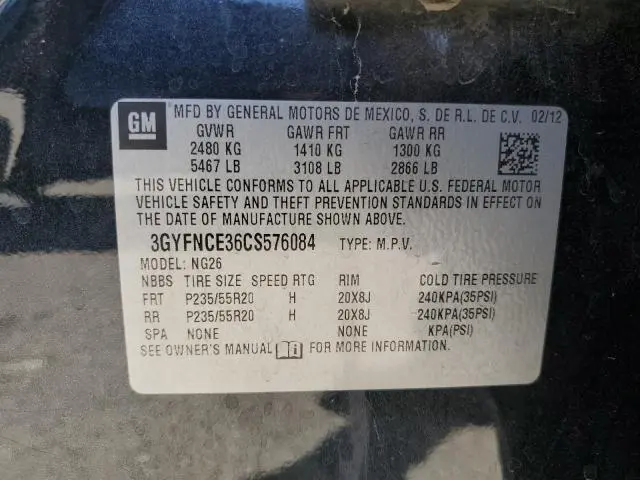 GM MFD BY GENERAL MOTORS DE MEXICO, S. DE R.L. DE C.V. 02/12
GVWR GAWR FRT GAWR RR
2480 KG 1410 KG 1300 KG
5467 LB 3108 LB 2866 LB
THIS VEHICLE CONFORMS TO ALL APPLICABLE U.S. FEDERAL MOTOR
VEHICLE SAFETY AND THEFT PREVENTION STANDARDS IN EFFECT ON
THE DATE OF MANUFACTURE SHOWN ABOVE.
3GYFNCE36CS576084 TYPE: M.P.V.
MODEL: NG26
NBBS TIRE SIZE SPEED RTG RIM COLD TIRE PRESSURE
FRT P235/55R20 H 20X8J 240KPA(35PSI)
RR P235/55R20 H 20X8J 240KPA(35PSI)
SPA NONE NONE KPA(PSI)
SEE OWNER'S MANUAL FOR MORE INFORMATION.